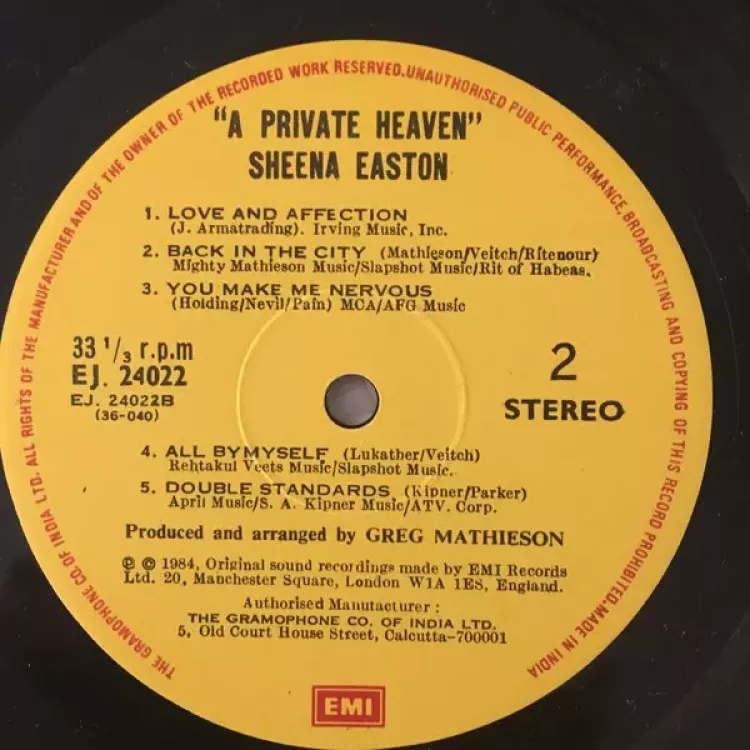 THE GRAMOPHONE CO. OF INDIA LTD. ALL RIGHTS OF THE MANUFACTURER AND OF THE OWNER OF THE RECORDED WORK RESERVED. UNAUTHORISED PUBLIC PERFORMANCE, BROADCASTING AND COPYING OF THIS RECORD PROHIBITED. MADE IN INDIA
"A PRIVATE HEAVEN"
SHEENA EASTON
1. LOVE AND AFFECTION
(J. Armatrading). Irving Music, Inc.
2. BACK IN THE CITY (Mathieson/Veitch/Ritenour)
Mighty Mathieson Music/Slapshot Music/Rit of Habeas.
3. YOU MAKE ME NERVOUS
(Holding/Nevil/Pain) MCA/AFG Music
33 1/3 r.p.m
EJ. 24022
EJ. 24022B
(36-040)
2
STEREO
4. ALL BYMYSELF (Lukather/Veitch)
Rehtakul Veets Music/Slapshot Music.
5. DOUBLE STANDARDS (Kipner/Parker)
April Music/S. A. Kipner Music/ATV. Corp.
Produced and arranged by GREG MATHIESON
℗ © 1984, Original sound recordings made by EMI Records
Ltd. 20, Manchester Square, London W1A 1ES, England.
Authorised Manufacturer :
THE GRAMOPHONE CO. OF INDIA LTD.
5, Old Court House Street, Calcutta-700001
EMI